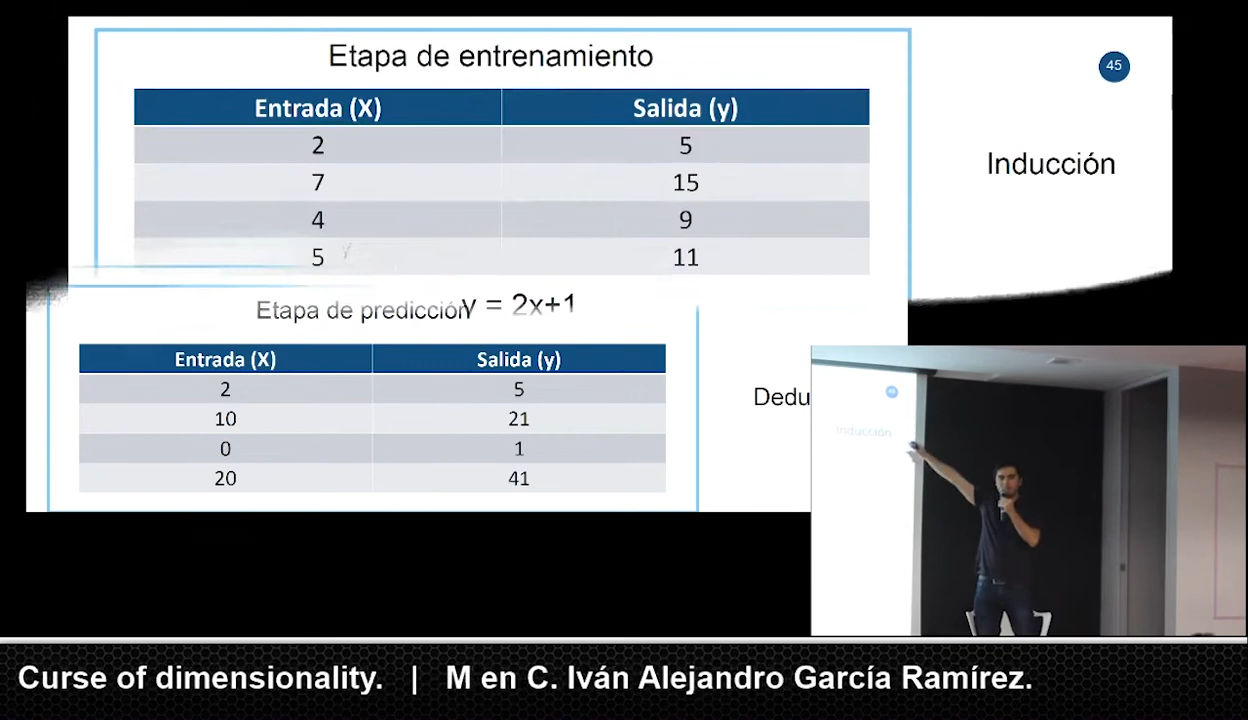 Etapa de entrenamiento
45
Entrada (X) Salida (y)
2 5
7 15
4 9
5 11
Inducción
Etapa de predicción
y = 2x+1
Entrada (X) Salida (y)
2 5
10 21
0 1
20 41
Dedu
Inducción
Curse of dimensionality. | M en C. Iván Alejandro García Ramírez.